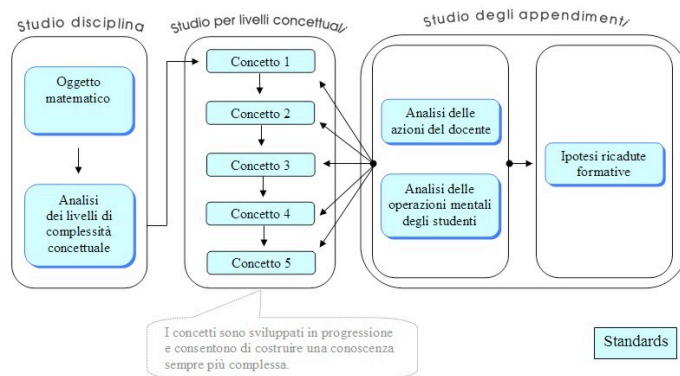 Studio disciplina
Studio per livelli concettuali
Studio degli appendimenti
Oggetto
matematico
Analisi
dei livelli di
complessità
concettuale
Concetto 1
Concetto 2
Concetto 3
Concetto 4
Concetto 5
Analisi delle
azioni del docente
Analisi delle
operazioni mentali
degli studenti
Ipotesi ricadute
formative
I concetti sono sviluppati in progressione
e consentono di costruire una conoscenza
sempre più complessa.
Standards